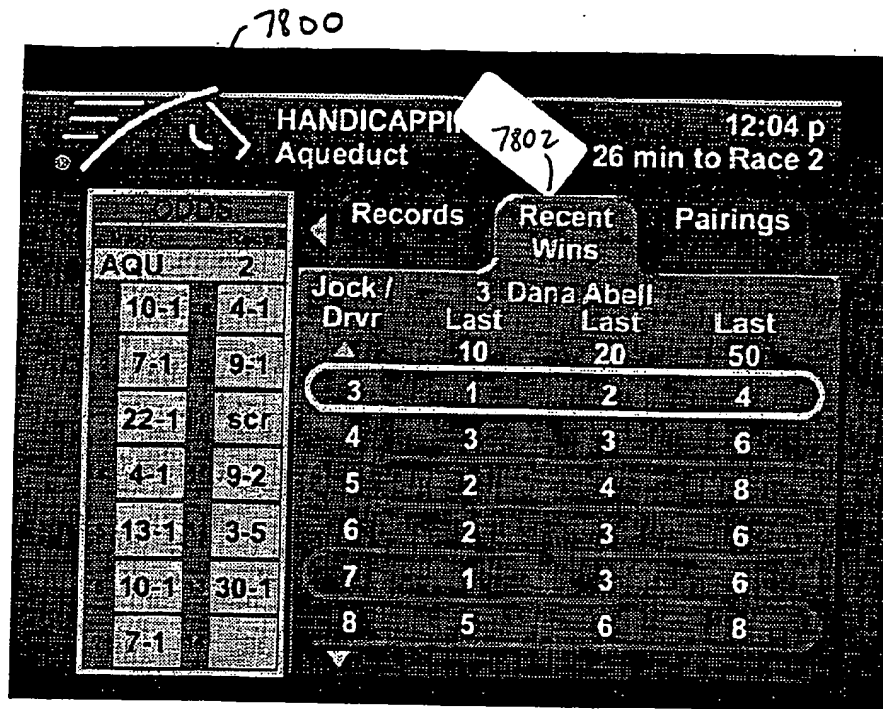 7800
HANDICAPPI
Aqueduct
7802
12:04 p
26 min to Race 2
ODDS
AQU 2
10-1 4-1
7-1 9-1
22-1 scr
4-1 9-2
13-1 3-5
10-1 30-1
7-1
Records Recent Wins Pairings
Jock / Drvr 3 Dana Abell
Last 10 Last 20 Last 50
3 1 2 4
4 3 3 6
5 2 4 8
6 2 3 6
7 1 3 6
8 5 6 8